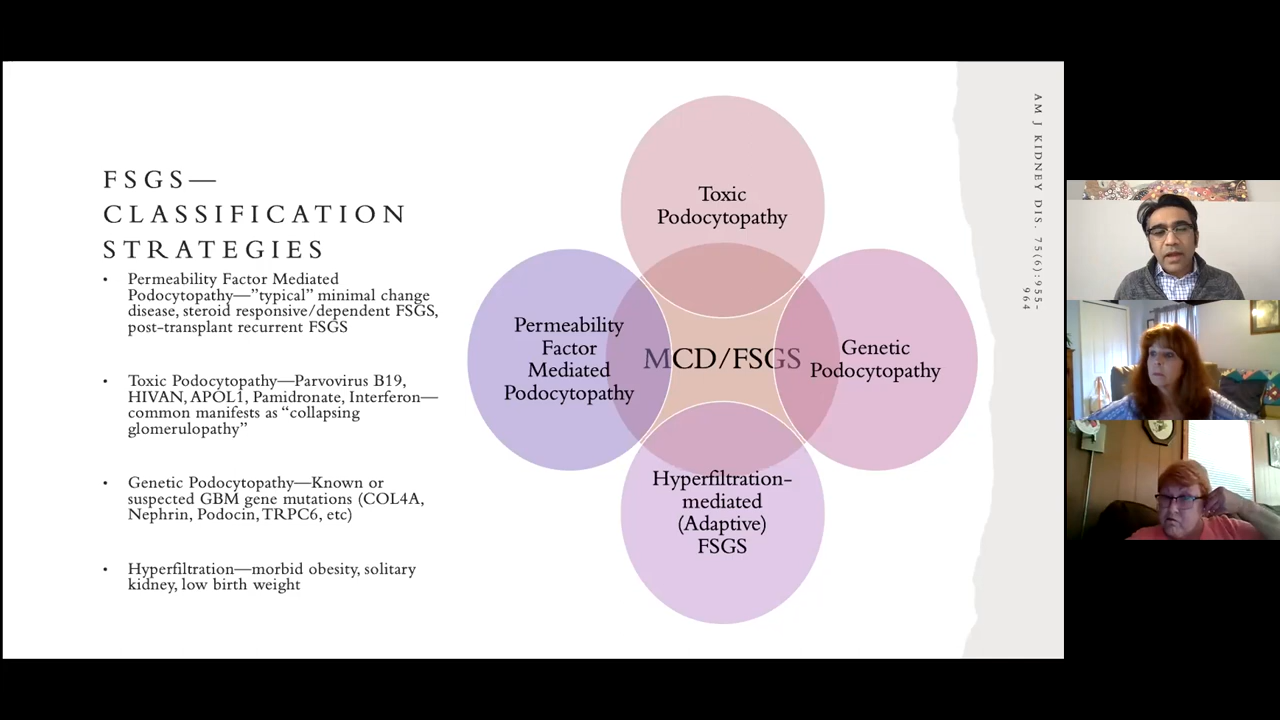 FSGS—
CLASSIFICATION
STRATEGIES
• Permeability Factor Mediated
Podocytopathy—”typical” minimal change
disease, steroid responsive/dependent FSGS,
post-transplant recurrent FSGS
• Toxic Podocytopathy—Parvovirus B19,
HIVAN, APOL1, Pamidronate, Interferon—
common manifests as “collapsing
glomerulopathy”
• Genetic Podocytopathy—Known or
suspected GBM gene mutations (COL4A,
Nephrin, Podocin, TRPC6, etc)
• Hyperfiltration—morbid obesity, solitary
kidney, low birth weight
Toxic
Podocytopathy
Permeability
Factor
Mediated
Podocytopathy
MCD/FSGS
Genetic
Podocytopathy
Hyperfiltration-
mediated
(Adaptive)
FSGS
AM J KIDNEY DIS. 75(6):955-
964